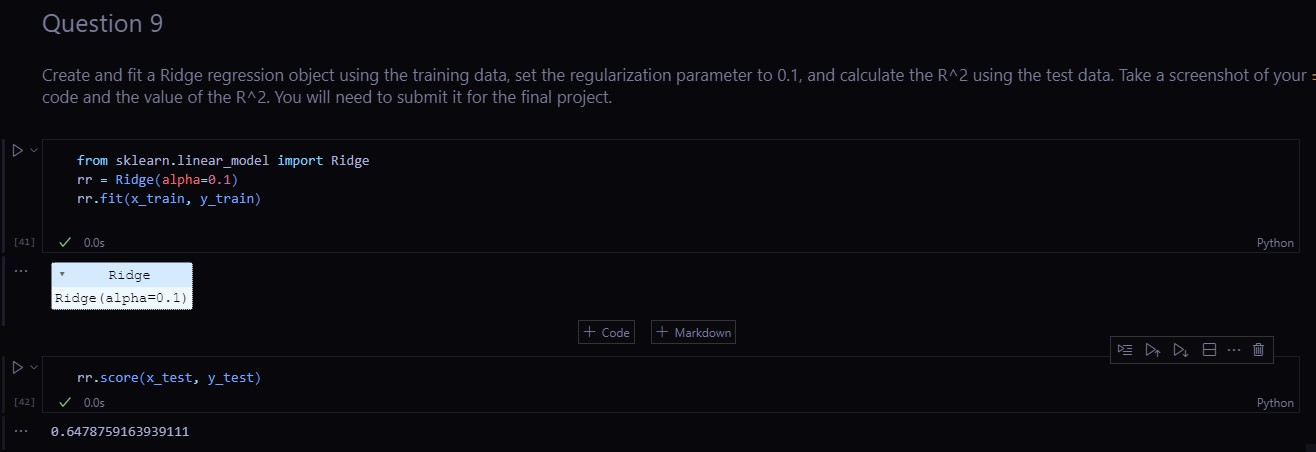 Question 9
Create and fit a Ridge regression object using the training data, set the regularization parameter to 0.1, and calculate the R^2 using the test data. Take a screenshot of your
code and the value of the R^2. You will need to submit it for the final project.
from sklearn.linear_model import Ridge
rr = Ridge(alpha=0.1)
rr.fit(x_train, y_train)
[41] 0.0s Python
Ridge
Ridge(alpha=0.1)
+ Code + Markdown
rr.score(x_test, y_test)
[42] 0.0s Python
0.6478759163939111